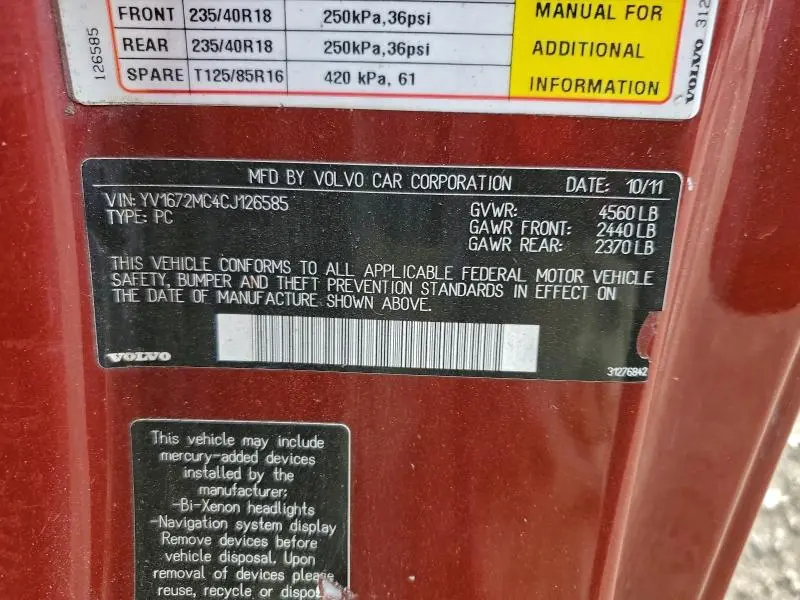 FRONT 235/40R18 250kPa,36psi
REAR 235/40R18 250kPa,36psi
SPARE T125/85R16 420 kPa, 61
MANUAL FOR
ADDITIONAL
INFORMATION
126585
VOLVO 312
MFD BY VOLVO CAR CORPORATION DATE: 10/11
VIN: YV1672MC4CJ126585
TYPE: PC
GVWR: 4560 LB
GAWR FRONT: 2440 LB
GAWR REAR: 2370 LB
THIS VEHICLE CONFORMS TO ALL APPLICABLE FEDERAL MOTOR VEHICLE
SAFETY, BUMPER AND THEFT PREVENTION STANDARDS IN EFFECT ON
THE DATE OF MANUFACTURE SHOWN ABOVE.
VOLVO
31276842
This vehicle may include
mercury-added devices
installed by the
manufacturer:
-Bi-Xenon headlights
-Navigation system display
Remove devices before
vehicle disposal. Upon
removal of devices please
reuse, recycle or dispo